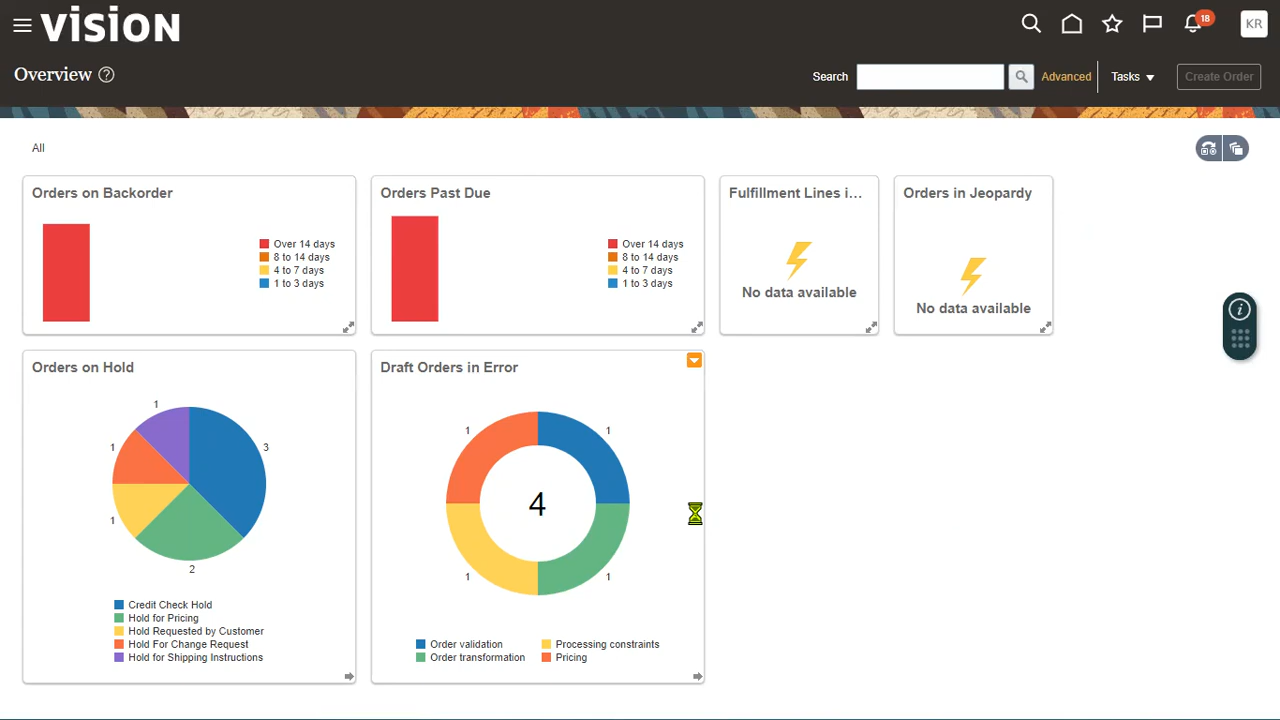 vision
18
KR
Overview ?
Search
Advanced
Tasks
Create Order
All
Orders on Backorder
Over 14 days
8 to 14 days
4 to 7 days
1 to 3 days
Orders Past Due
Over 14 days
8 to 14 days
4 to 7 days
1 to 3 days
Fulfillment Lines i...
No data available
Orders in Jeopardy
No data available
i
Orders on Hold
1
3
1
1
2
Credit Check Hold
Hold for Pricing
Hold Requested by Customer
Hold For Change Request
Hold for Shipping Instructions
Draft Orders in Error
1
1
4
1
1
Order validation
Processing constraints
Order transformation
Pricing